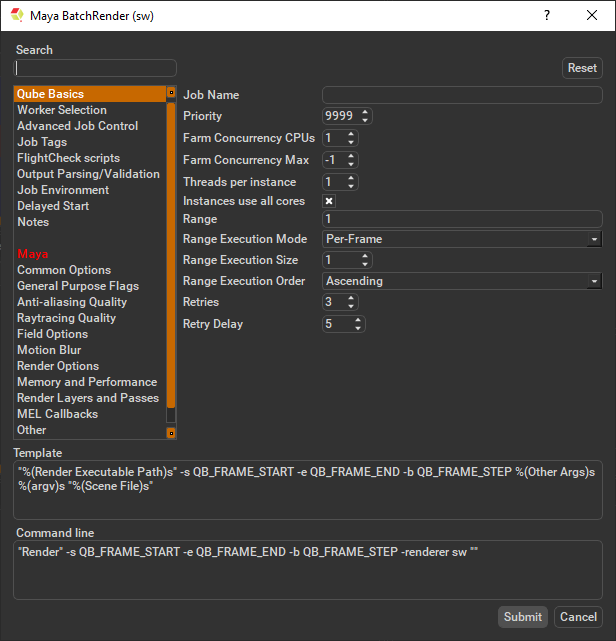 Maya BatchRender (sw)
?
Search
Reset
Qube Basics
Worker Selection
Advanced Job Control
Job Tags
FlightCheck scripts
Output Parsing/Validation
Job Environment
Delayed Start
Notes
Maya
Common Options
General Purpose Flags
Anti-aliasing Quality
Raytracing Quality
Field Options
Motion Blur
Render Options
Memory and Performance
Render Layers and Passes
MEL Callbacks
Other
Job Name
Priority 9999
Farm Concurrency CPUs 1
Farm Concurrency Max -1
Threads per instance 1
Instances use all cores
Range 1
Range Execution Mode Per-Frame
Range Execution Size 1
Range Execution Order Ascending
Retries 3
Retry Delay 5
Template
"%(Render Executable Path)s" -s QB_FRAME_START -e QB_FRAME_END -b QB_FRAME_STEP %(Other Args)s
%(argv)s "%(Scene File)s"
Command line
"Render" -s QB_FRAME_START -e QB_FRAME_END -b QB_FRAME_STEP -renderer sw ""
Submit Cancel